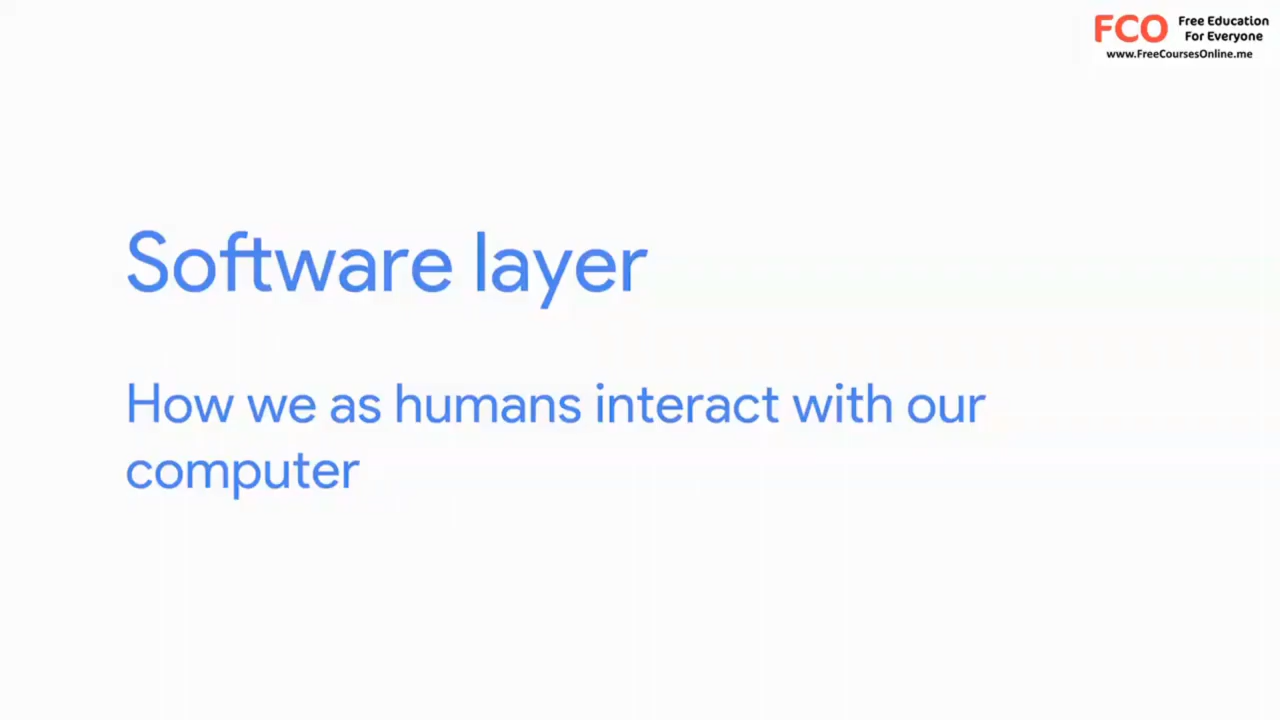 FCO Free Education
For Everyone
www.FreeCoursesOnline.me
Software layer
How we as humans interact with our
computer